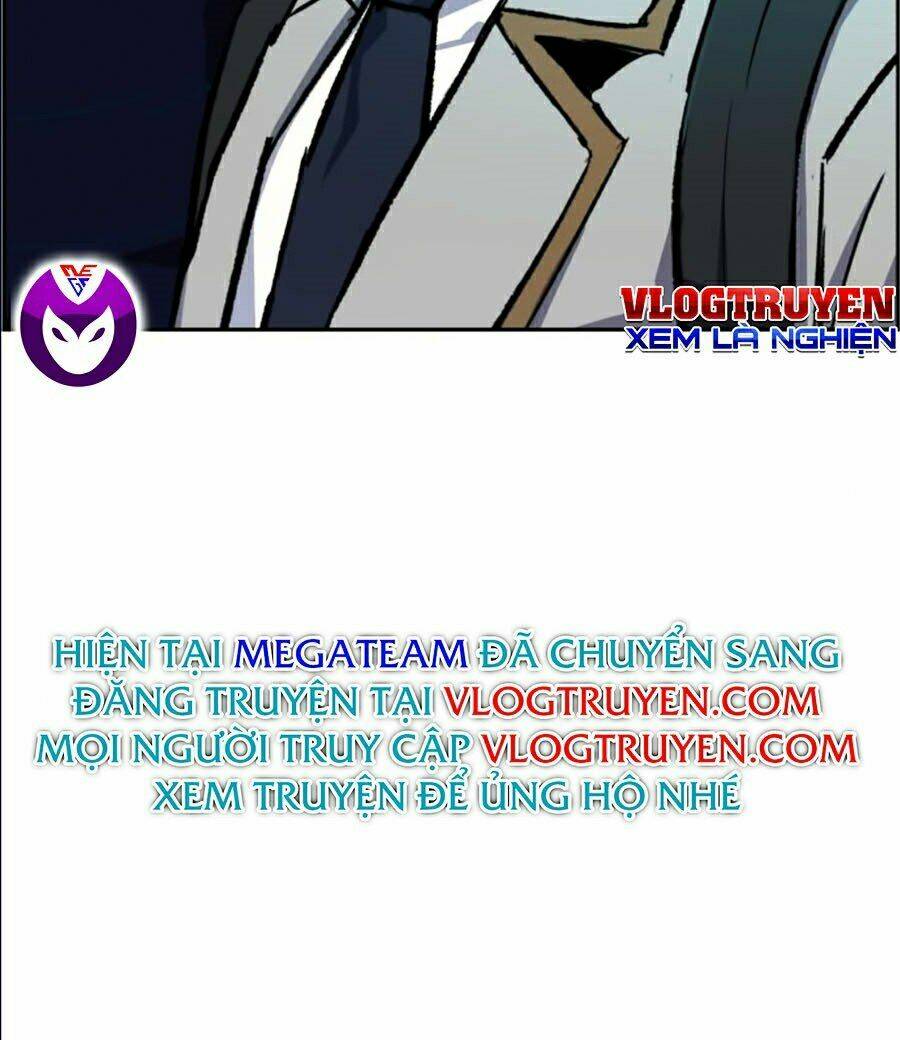 VLOGTRUYEN
XEM LÀ NGHIỆN
HIỆN TẠI MEGATEAM ĐÃ CHUYỂN SANG
ĐĂNG TRUYỆN TẠI VLOGTRUYEN.COM
MỌI NGƯỜI TRUY CẬP VLOGTRUYEN.COM
XEM TRUYỆN ĐỂ ỦNG HỘ NHÉ